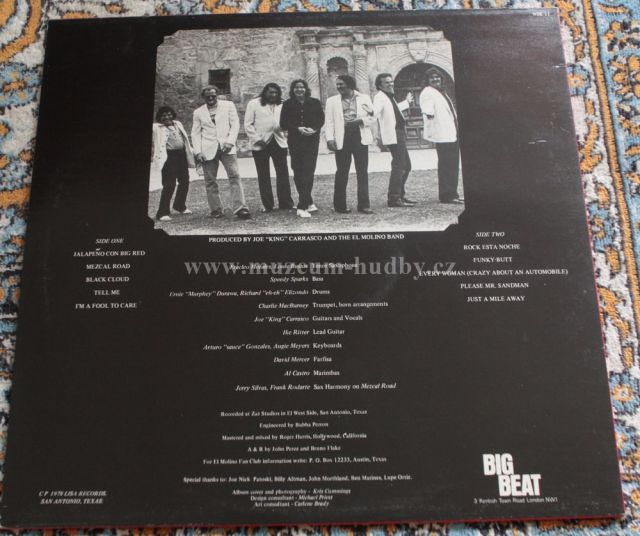 WIK 11
PRODUCED BY JOE "KING" CARRASCO AND THE EL MOLINO BAND
SIDE ONE
JALAPEÑO CON BIG RED
MEZCAL ROAD
BLACK CLOUD
TELL ME
I'M A FOOL TO CARE
SIDE TWO
ROCK ESTA NOCHE
FUNKY-BUTT
EVERY WOMAN (CRAZY ABOUT AN AUTOMOBILE)
PLEASE MR. SANDMAN
JUST A MILE AWAY
www.muzeum-hudby.cz
Tenor Saxophone
Speedy Sparks Bass
Ernie "Murphey" Durawa, Richard "eh-eh" Elizondo Drums
Charlie MacBurney Trumpet, horn arrangements
Joe "King" Carrasco Guitars and Vocals
Ike Ritter Lead Guitar
Arturo "sauce" Gonzales, Augie Meyers Keyboards
David Mercer Farfisa
Al Castro Marimbas
Jerry Silvas, Frank Rodarte Sax Harmony on Mezcal Road
Recorded at Zaz Studios in El West Side, San Antonio, Texas
Engineered by Bubba Perron
Mastered and mixed by Roger Harris, Hollywood, California
A & B by John Perez and Bruno Fluke
For El Molino Fan Club information write: P. O. Box 12233, Austin, Texas
Special thanks to: Joe Nick Patoski, Billy Altman, John Morthland, Ben Marines, Lupe Ortiz.
Album cover and photography - Kris Cummings
Design consultant - Michael Priest
Art consultant - Carlene Brady
C P 1978 LISA RECORDS.
SAN ANTONIO, TEXAS
BIG
BEAT
3 Kentish Town Road London NW1